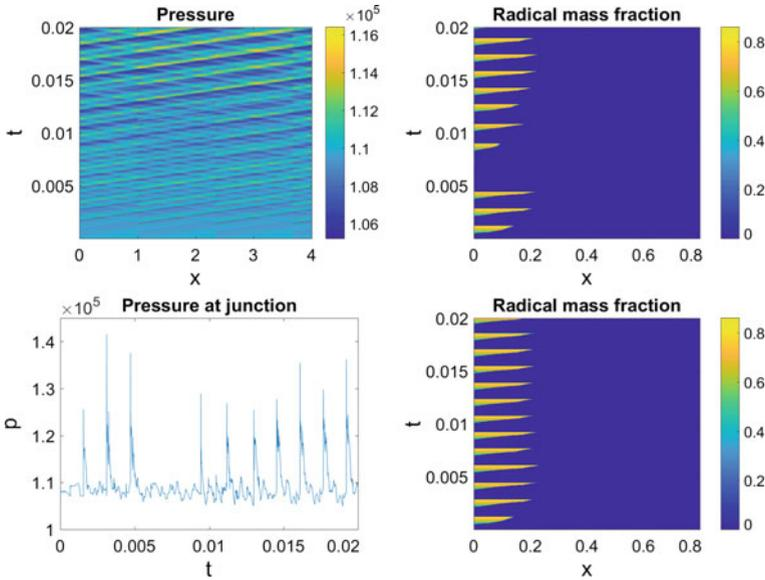 Pressure
×10^5
0.02
0.015
0.01
0.005
t
0 1 2 3 4
x
1.16
1.14
1.12
1.1
1.08
1.06
Radical mass fraction
0.02
0.015
0.01
0.005
t
0 0.2 0.4 0.6 0.8
x
0.8
0.6
0.4
0.2
0
Pressure at junction
×10^5
1.4
1.3
1.2
1.1
1
p
0 0.005 0.01 0.015 0.02
t
Radical mass fraction
0.02
0.015
0.01
0.005
t
0 0.2 0.4 0.6 0.8
x
0.8
0.6
0.4
0.2
0